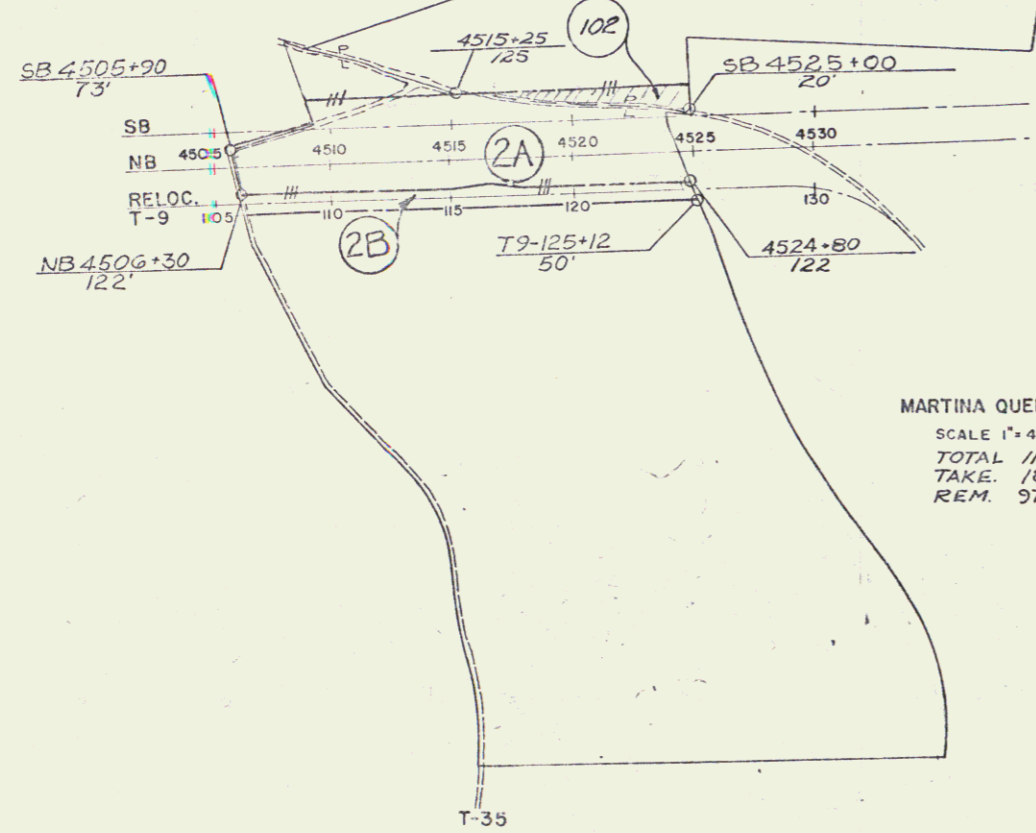 102
4515+25
125
SB 4505+90
73'
SB 4525+00
20'
P
L
P
L
SB
4505
4510
4515
4520
4525
4530
NB
2A
RELOC.
T-9
105
110
115
120
130
2B
T9-125+12
50'
4524+80
122
NB 4506+30
122'
MARTINA
SCALE 1"=
TOTAL
TAKE.
REM.
T-35